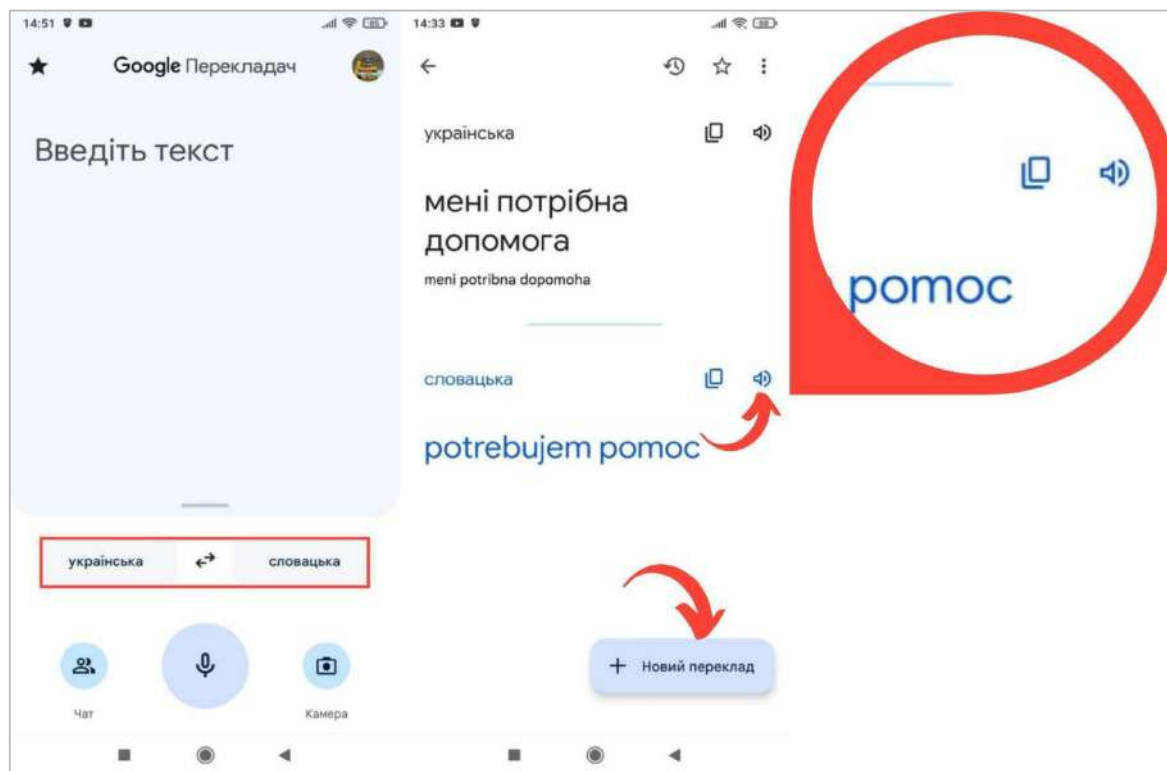 14:51
85
Google Перекладач
Введіть текст
українська
словацька
Чат
Камера
14:33
українська
мені потрібна
допомога
meni potribna dopomoha
словацька
potrebujem pomoc
+ Новий переклад
pomoc